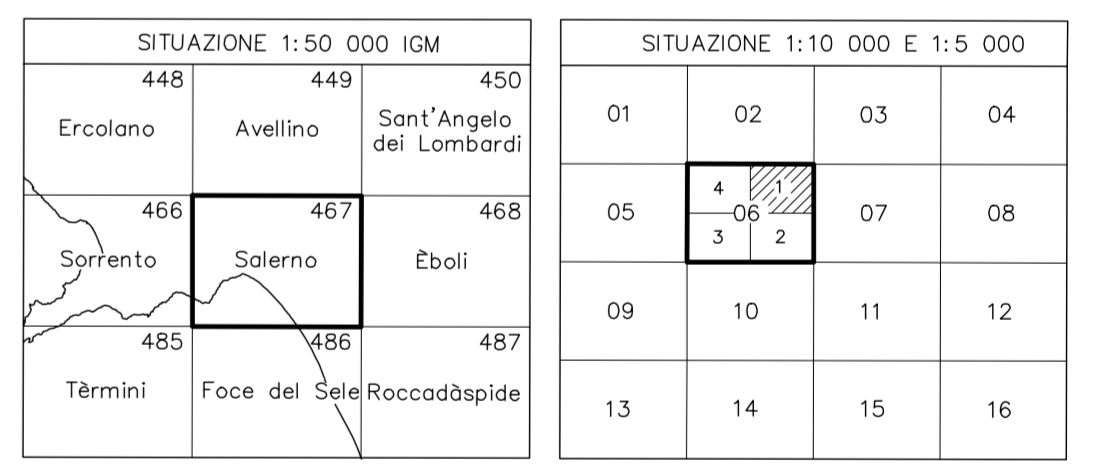 SITUAZIONE 1:50 000 IGM
448 449 450
Ercolano Avellino Sant'Angelo
dei Lombardi
466 467 468
Sorrento Salerno Èboli
485 486 487
Tèrmini Foce del Sele Roccadàspide
SITUAZIONE 1:10 000 E 1:5 000
01 02 03 04
4 1
05 06 07 08
3 2
09 10 11 12
13 14 15 16